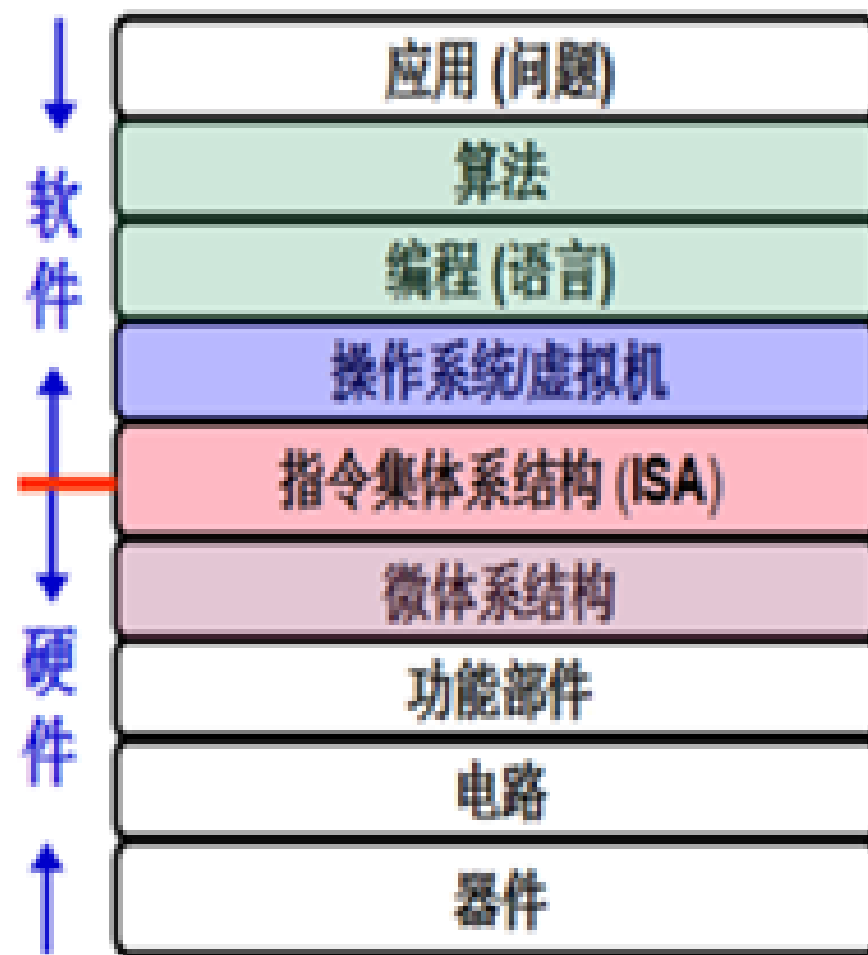 应用 (问题)
算法
编程 (语言)
操作系统/虚拟机
指令集体系结构 (ISA)
微体系结构
功能部件
电路
器件
软件
硬件